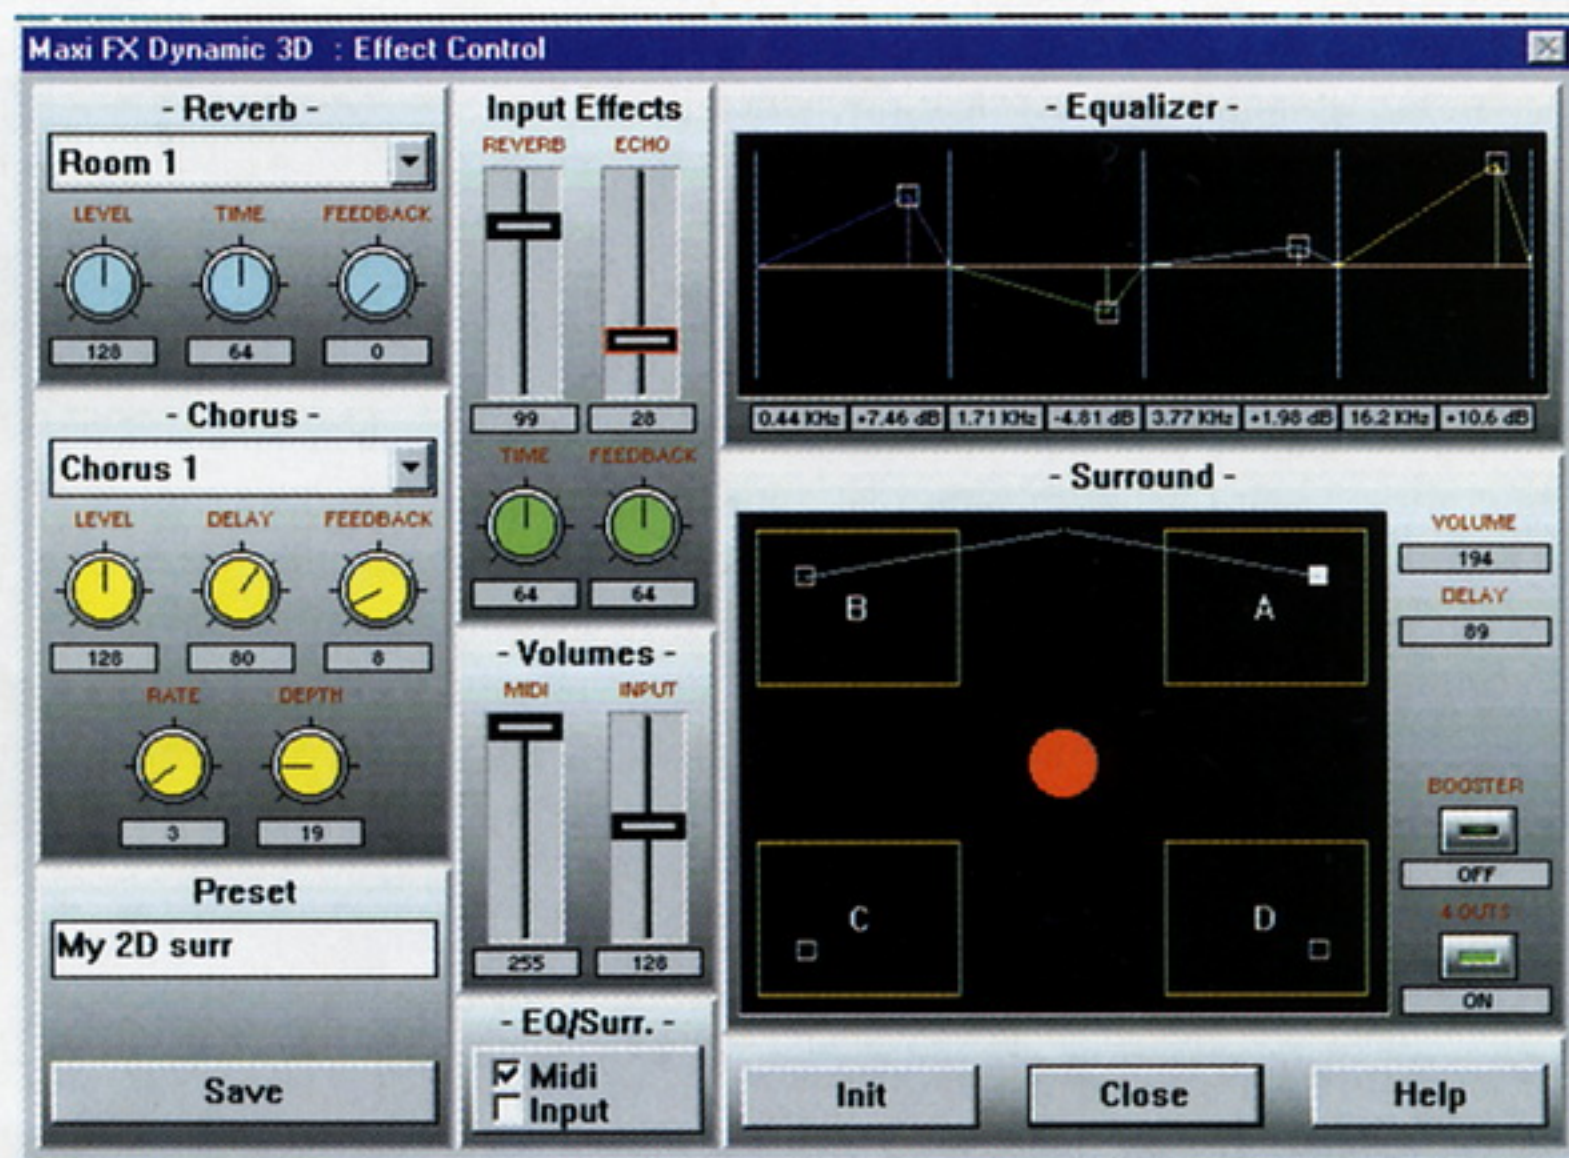 Maxi FX Dynamic 3D : Effect Control
- Reverb -
Room 1
LEVEL TIME FEEDBACK
128 64 0
- Chorus -
Chorus 1
LEVEL DELAY FEEDBACK
128 80 8
RATE DEPTH
3 19
Preset
My 2D surr
Save
Input Effects
REVERB ECHO
99 28
TIME FEEDBACK
64 64
- Volumes -
MIDI INPUT
255 128
- EQ/Surr. -
Midi
Input
- Equalizer -
0.44 KHz +7.46 dB 1.71 KHz -4.81 dB 3.77 KHz +1.98 dB 16.2 KHz +10.6 dB
- Surround -
B A
C D
VOLUME
194
DELAY
89
BOOSTER
OFF
4 OUTS
ON
Init Close Help